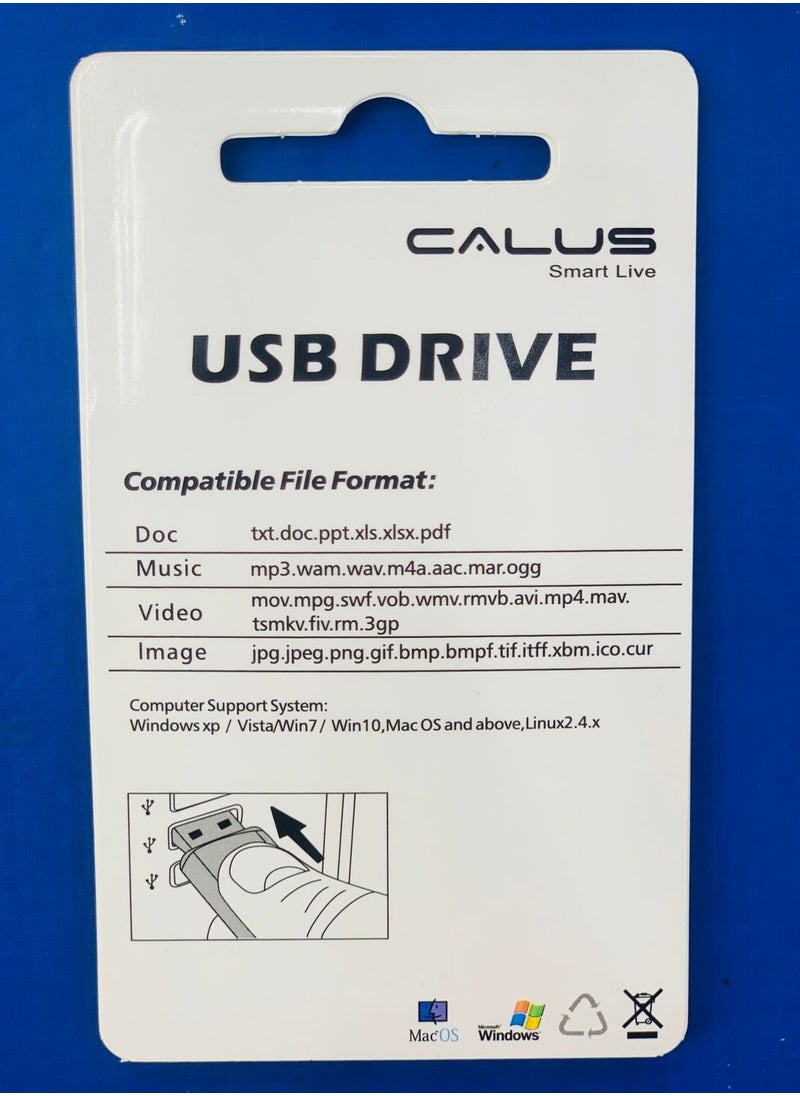 CALUS
Smart Live
USB DRIVE
Compatible File Format:
Doc txt.doc.ppt.xls.xlsx.pdf
Music mp3.wam.wav.m4a.aac.mar.ogg
Video mov.mpg.swf.vob.wmv.rmvb.avi.mp4.mav.
tsmkv.fiv.rm.3gp
Image jpg.jpeg.png.gif.bmp.bmpf.tif.itff.xbm.ico.cur
Computer Support System:
Windows xp / Vista/Win7/ Win10,Mac OS and above,Linux2.4.x
Mac OS
Microsoft
Windows